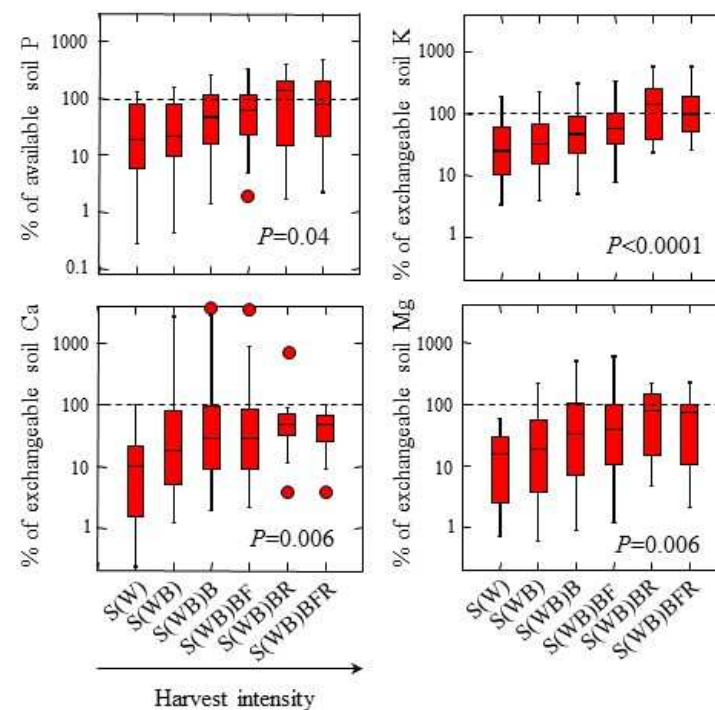 % of available soil P
1000
100
10
1
0.1
P=0.04
% of exchangeable soil K
1000
100
10
1
P<0.0001
% of exchangeable soil Ca
1000
100
10
1
P=0.006
% of exchangeable soil Mg
1000
100
10
1
P=0.006
S(W)
S(WB)
S(WB)B
S(WB)BF
S(WB)BR
S(WB)BFR
S(W)
S(WB)
S(WB)B
S(WB)BF
S(WB)BR
S(WB)BFR
Harvest intensity